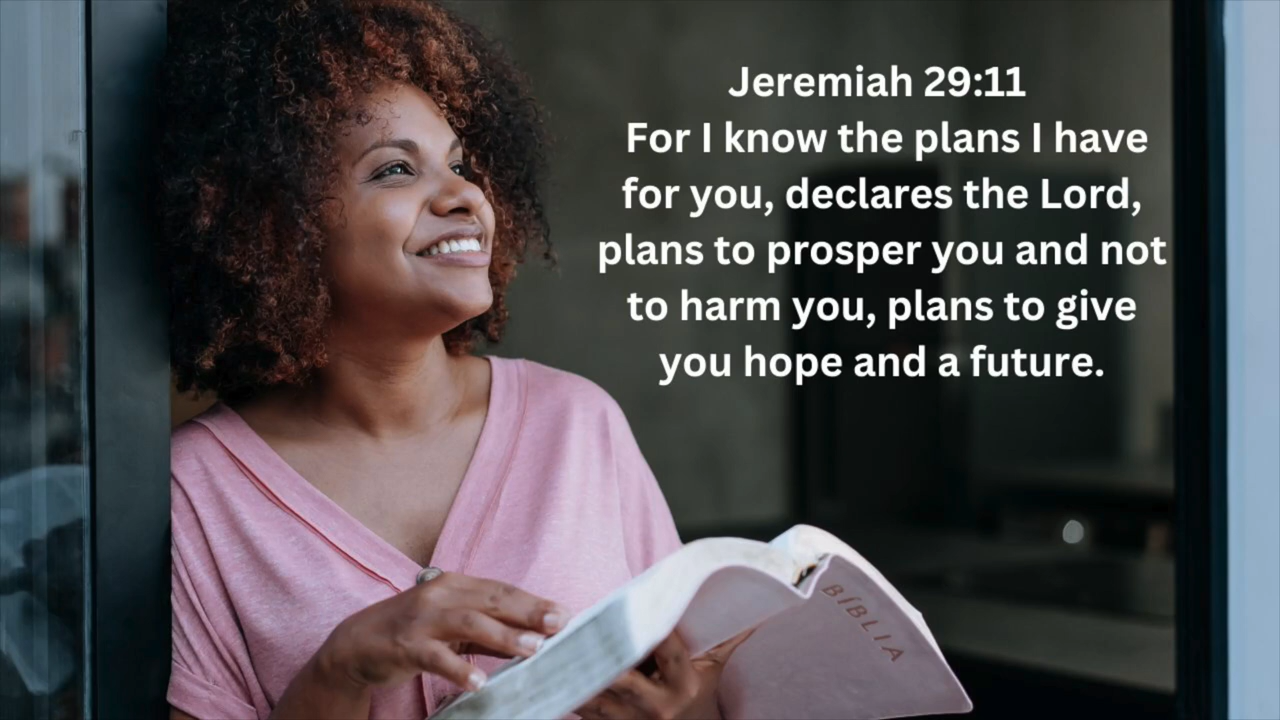 Jeremiah 29:11
For I know the plans I have
for you, declares the Lord,
plans to prosper you and not
to harm you, plans to give
you hope and a future.
BÍBLIA